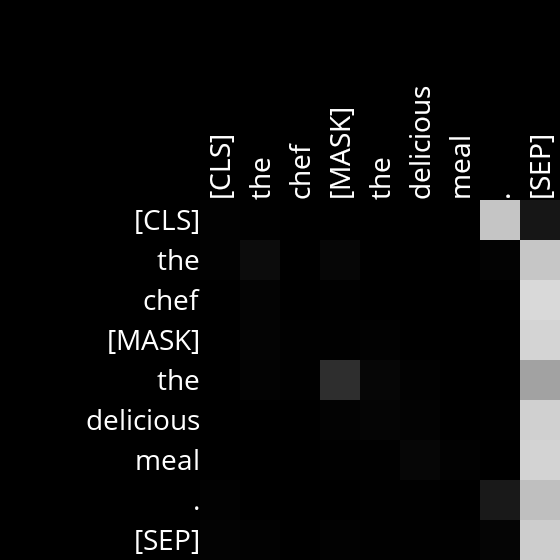 [CLS] the chef [MASK] the delicious meal . [SEP]
[CLS]
the
chef
[MASK]
the
delicious
meal
.
[SEP]